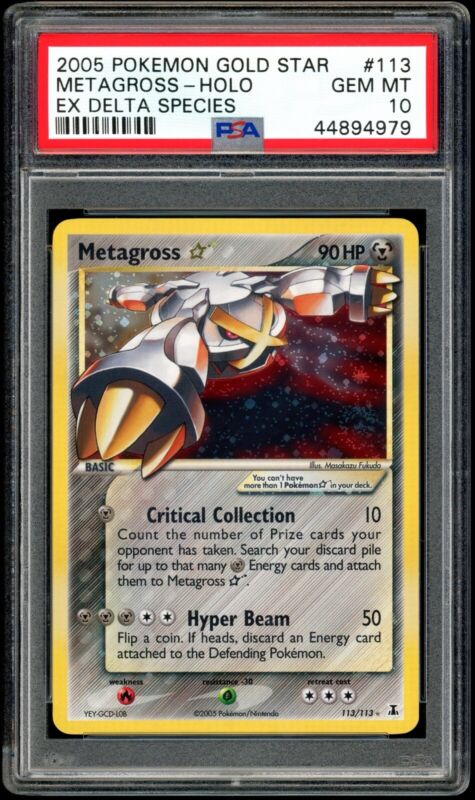 2005 POKEMON GOLD STAR #113
METAGROSS-HOLO GEM MT
EX DELTA SPECIES 10
PSA 44894979
Metagross ☆ 90 HP
BASIC Illus. Masakazu Fukuda
You can't have
more than 1 Pokémon ☆ in your deck.
Critical Collection 10
Count the number of Prize cards your
opponent has taken. Search your discard pile
for up to that many Energy cards and attach
them to Metagross ☆.
Hyper Beam 50
Flip a coin. If heads, discard an Energy card
attached to the Defending Pokémon.
weakness resistance -30 retreat cost
YEY-GCD-L0B ©2005 Pokémon/Nintendo 113/113 ★